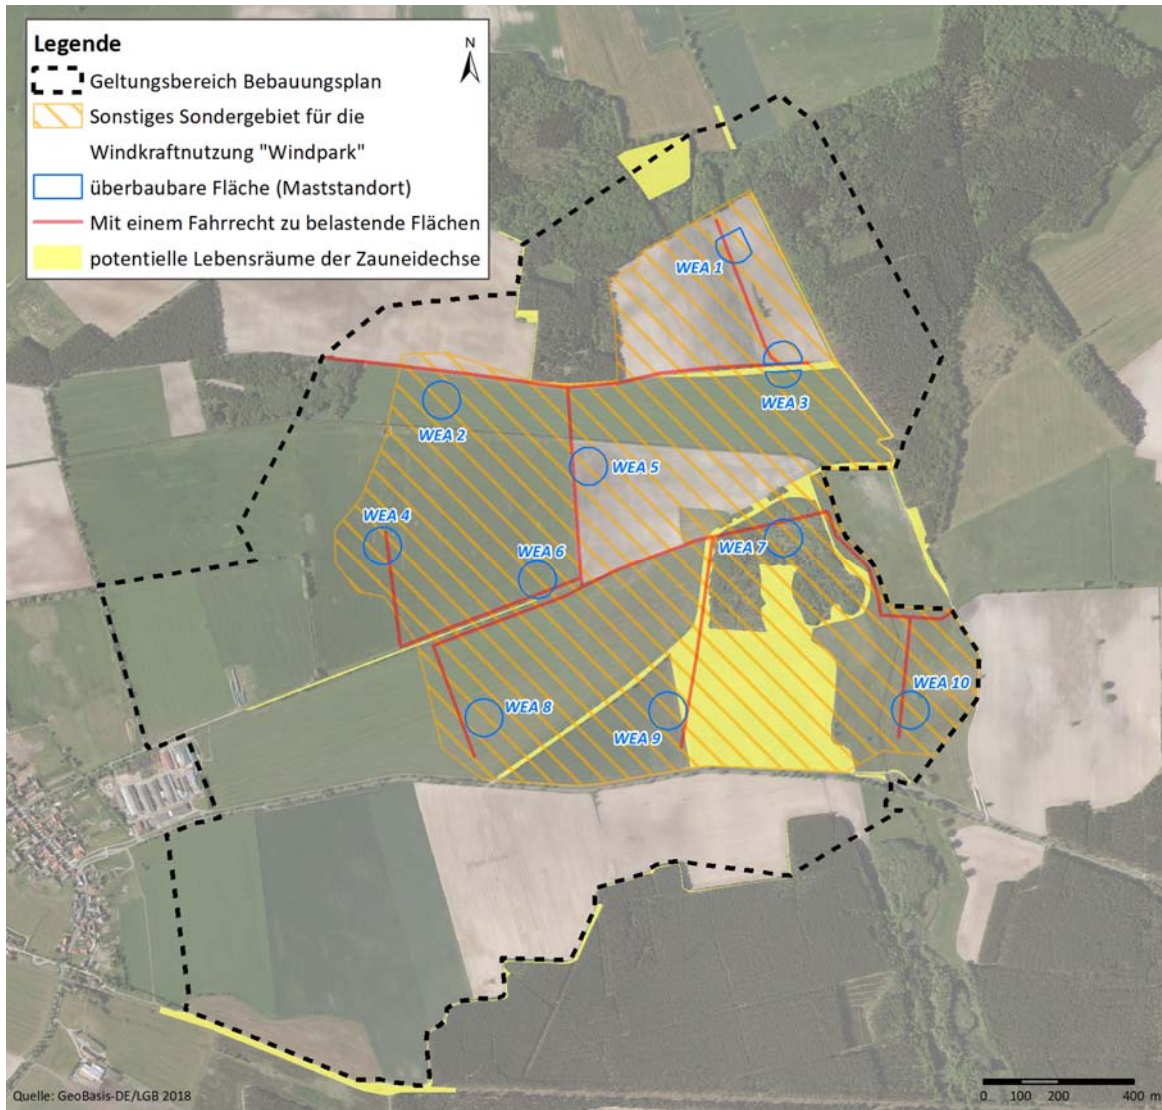 Legende
N
Geltungsbereich Bebauungsplan
Sonstiges Sondergebiet für die
Windkraftnutzung "Windpark"
überbaubare Fläche (Maststandort)
Mit einem Fahrrecht zu belastende Flächen
potentielle Lebensräume der Zauneidechse
WEA 1
WEA 3
WEA 2
WEA 5
WEA 4
WEA 6
WEA 7
WEA 10
WEA 8
WEA 9
Quelle: GeoBasis-DE/LGB 2018
0 100 200 400 m